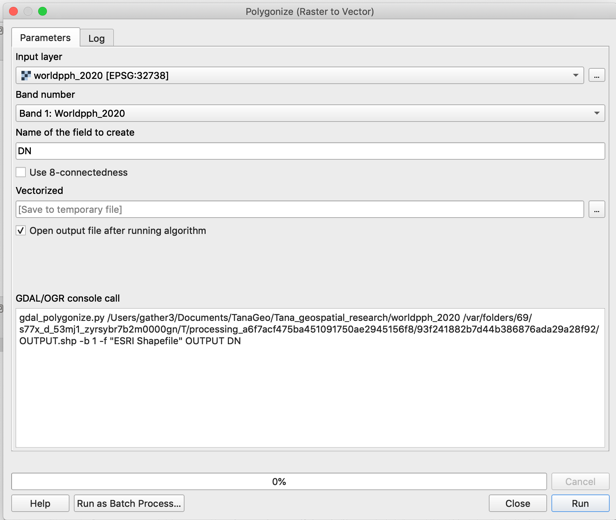 Polygonize (Raster to Vector)
Parameters
Log
Input layer
worldpph_2020 [EPSG:32738]
...
Band number
Band 1: Worldpph_2020
Name of the field to create
DN
Use 8-connectedness
Vectorized
[Save to temporary file]
...
Open output file after running algorithm
GDAL/OGR console call
gdal_polygonize.py /Users/gather3/Documents/TanaGeo/Tana_geospatial_research/worldpph_2020 /var/folders/69/
s77x_d_53mj1_zyrsybr7b2m0000gn/T/processing_a6f7acf475ba451091750ae2945156f8/93f241882b7d44b386876ada29a28f92/
OUTPUT.shp -b 1 -f "ESRI Shapefile" OUTPUT DN
0%
Cancel
Help
Run as Batch Process...
Close
Run